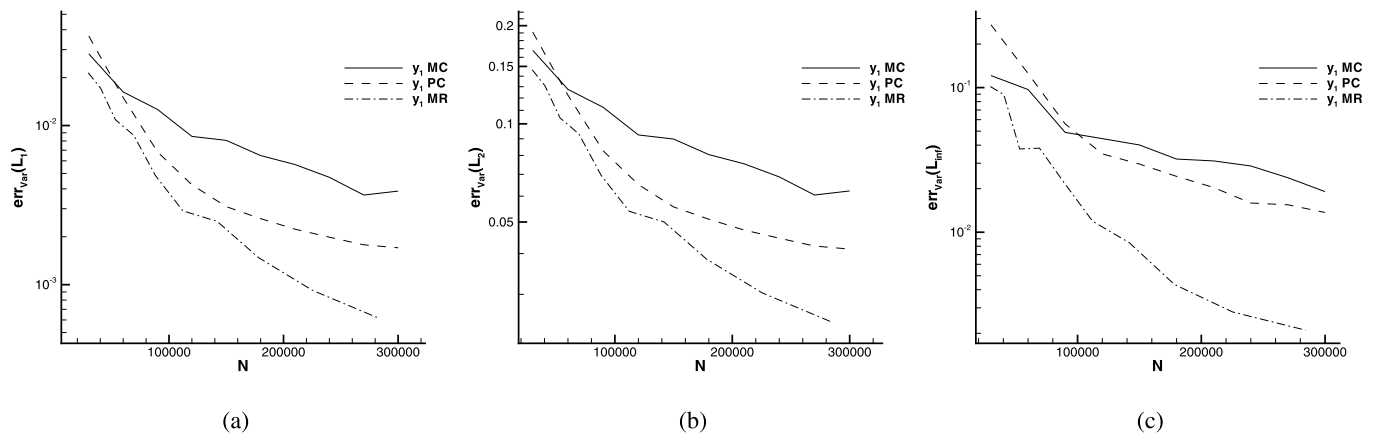 err_Var(L_1)
10^-2
10^-3
y_1 MC
y_1 PC
y_1 MR
100000 200000 300000
N
(a)
err_Var(L_2)
0.2
0.15
0.1
0.05
y_1 MC
y_1 PC
y_1 MR
100000 200000 300000
N
(b)
err_Var(L_inf)
10^-1
10^-2
y_1 MC
y_1 PC
y_1 MR
100000 200000 300000
N
(c)